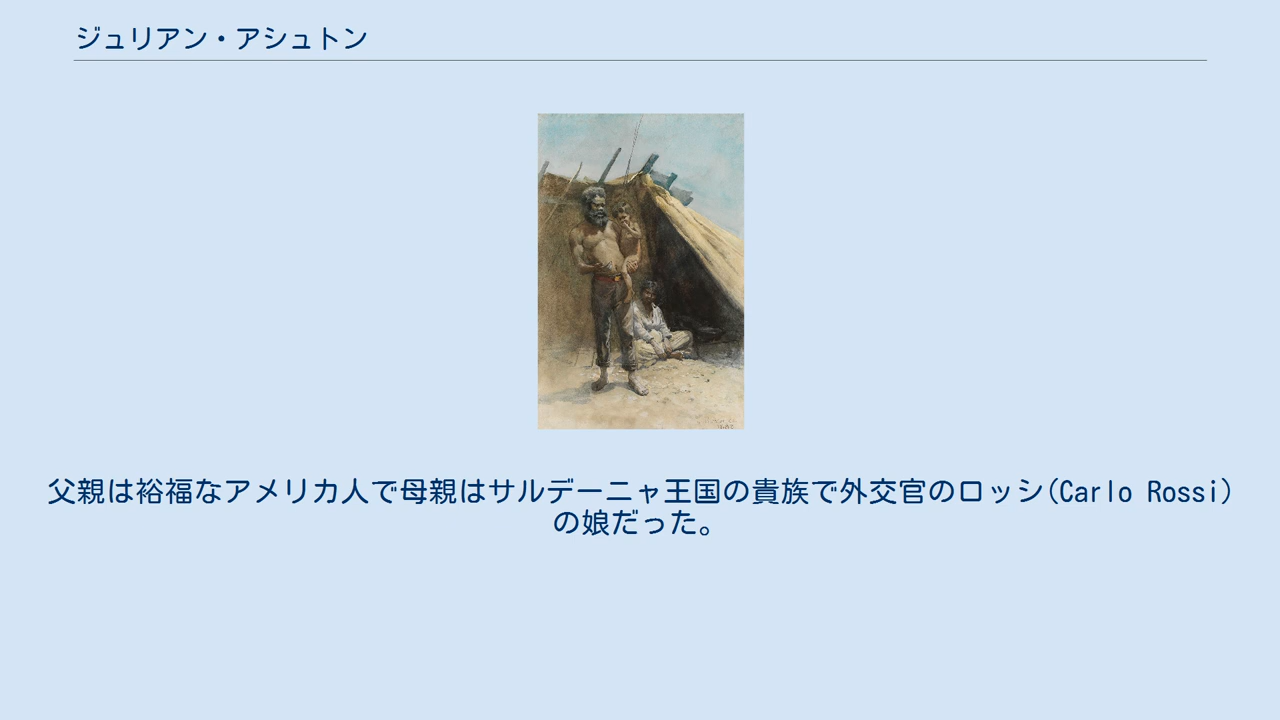 ジュリアン・アシュトン
父親は裕福なアメリカ人で母親はサルデーニャ王国の貴族で外交官のロッシ(Carlo Rossi)
の娘だった。